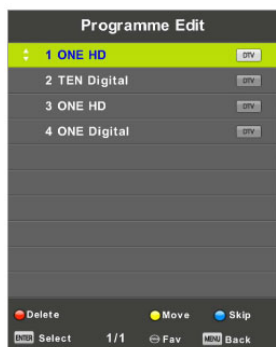 Programme Edit
1 ONE HD DTV
2 TEN Digital DTV
3 ONE HD DTV
4 ONE Digital DTV
Delete Move Skip
ENTER Select 1/1 Fav MENU Back